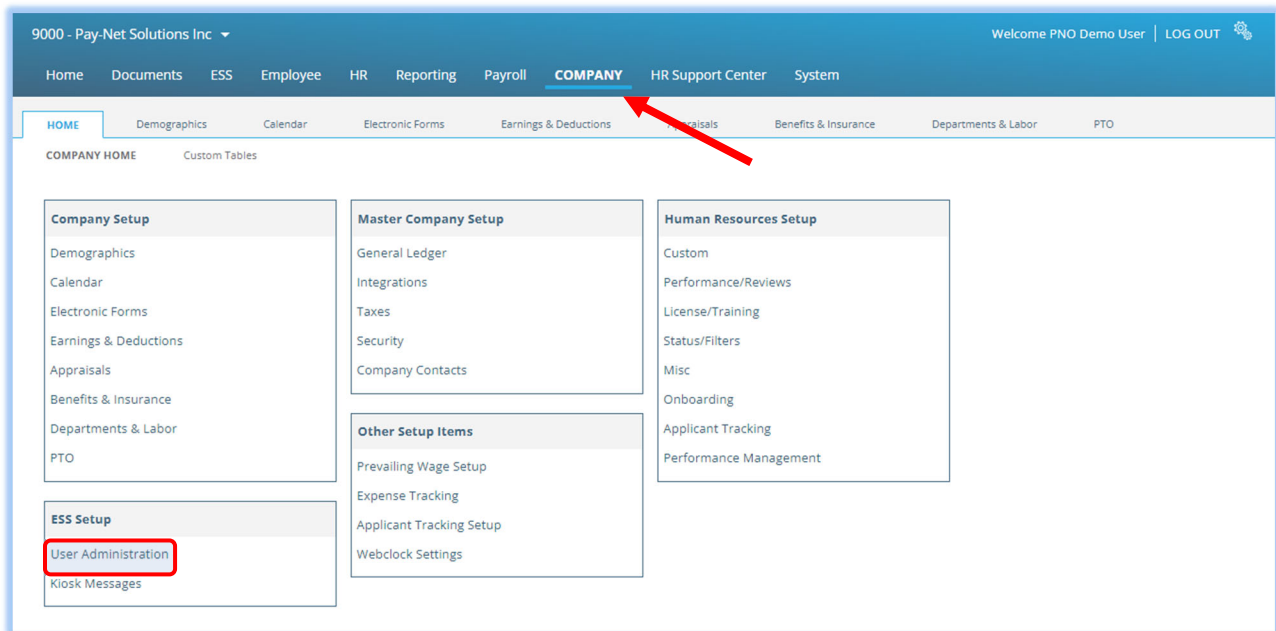 9000 - Pay-Net Solutions Inc
Welcome PNO Demo User | LOG OUT
Home Documents ESS Employee HR Reporting Payroll COMPANY HR Support Center System
HOME Demographics Calendar Electronic Forms Earnings & Deductions Appraisals Benefits & Insurance Departments & Labor PTO
COMPANY HOME Custom Tables
Company Setup
Demographics
Calendar
Electronic Forms
Earnings & Deductions
Appraisals
Benefits & Insurance
Departments & Labor
PTO
ESS Setup
User Administration
Kiosk Messages
Master Company Setup
General Ledger
Integrations
Taxes
Security
Company Contacts
Other Setup Items
Prevailing Wage Setup
Expense Tracking
Applicant Tracking Setup
Webclock Settings
Human Resources Setup
Custom
Performance/Reviews
License/Training
Status/Filters
Misc
Onboarding
Applicant Tracking
Performance Management